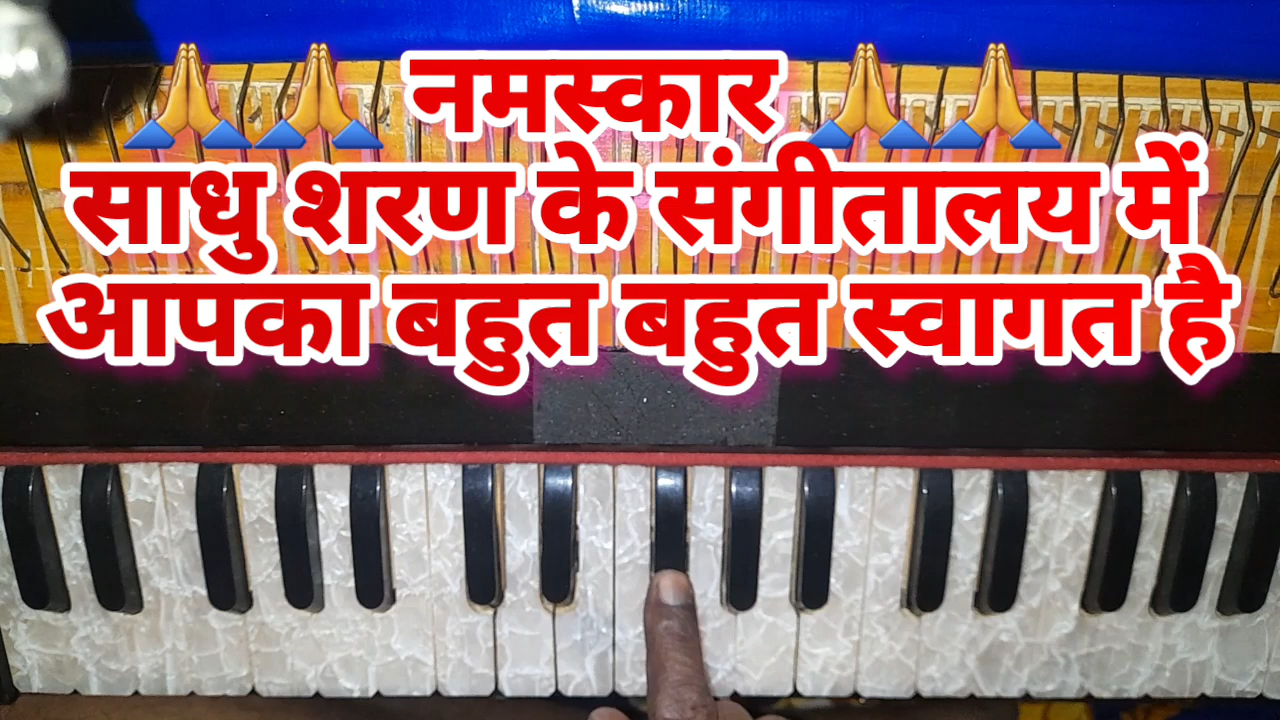 🙏🙏 नमस्कार 🙏🙏
साधु शरण के संगीतालय में
आपका बहुत बहुत स्वागत है